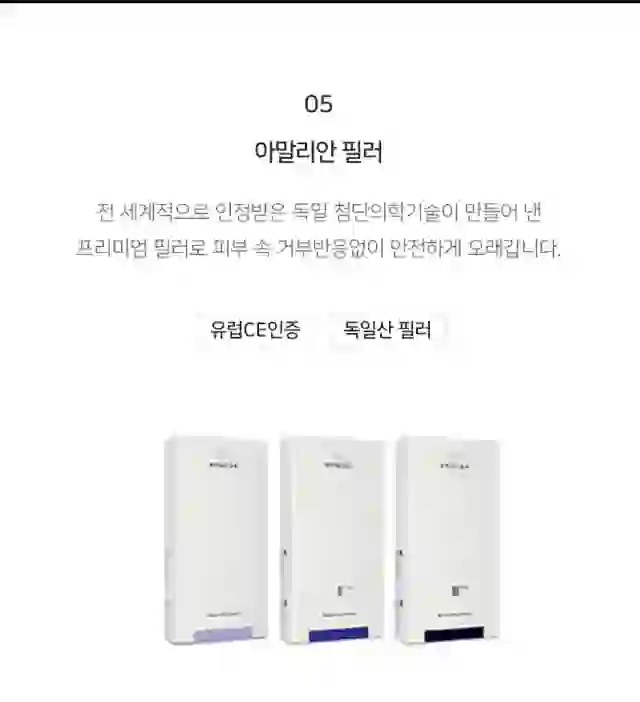 05
아말리안 필러
전 세계적으로 인정받은 독일 첨단의학기술이 만들어 낸
프리미엄 필러로 피부 속 거부반응없이 안전하게 오래갑니다.
유럽CE인증 독일산 필러